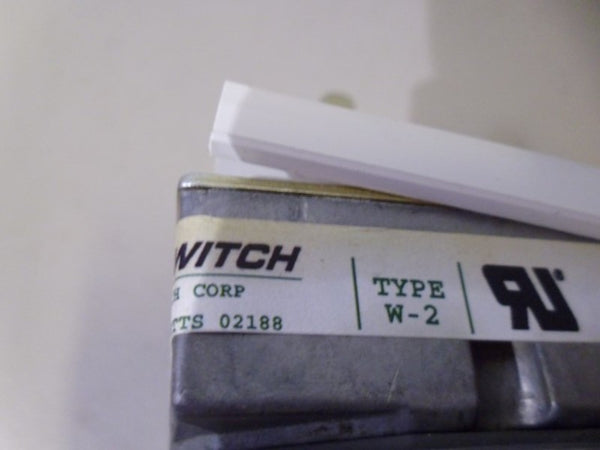 WITCH
H CORP
TTS 02188
TYPE
W-2